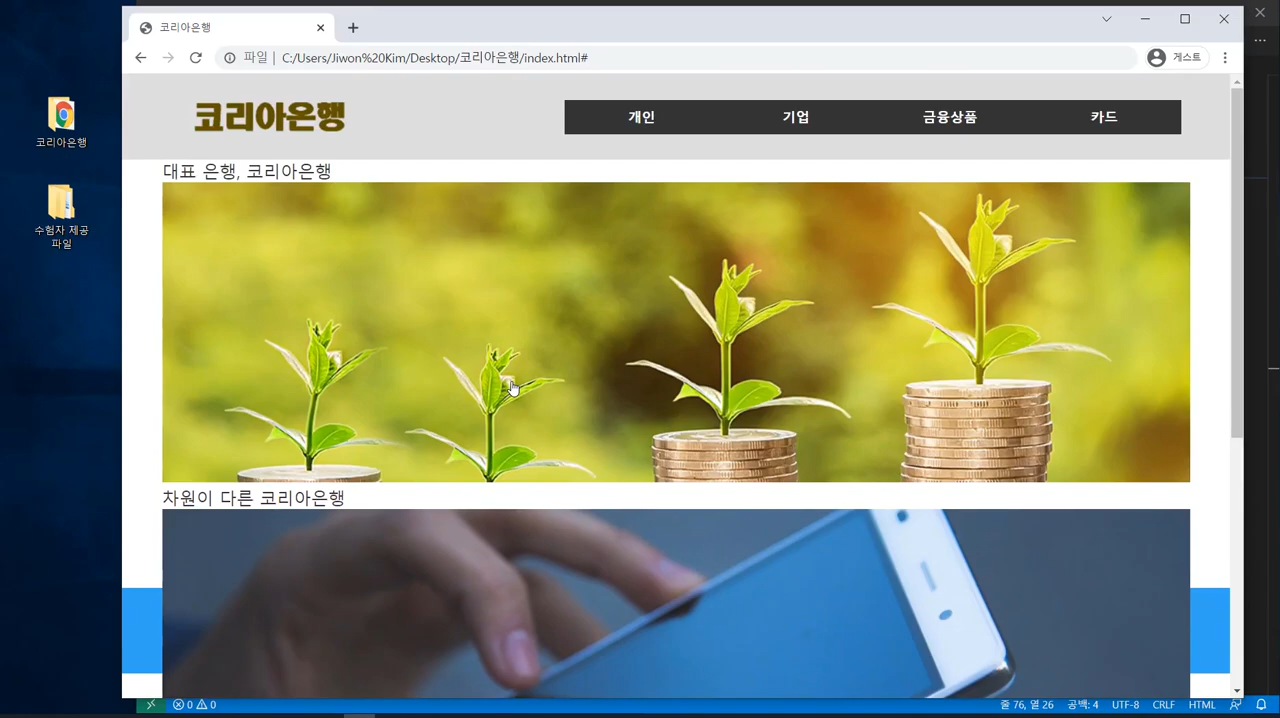 코리아은행
파일
C:/Users/Jiwon%20Kim/Desktop/코리아은행/index.html#
게스트
코리아은행
수험자 제공
파일
코리아은행
개인
기업
금융상품
카드
대표 은행, 코리아은행
차원이 다른 코리아은행
0
0
줄 76, 열 26
공백: 4
UTF-8
CRLF
HTML